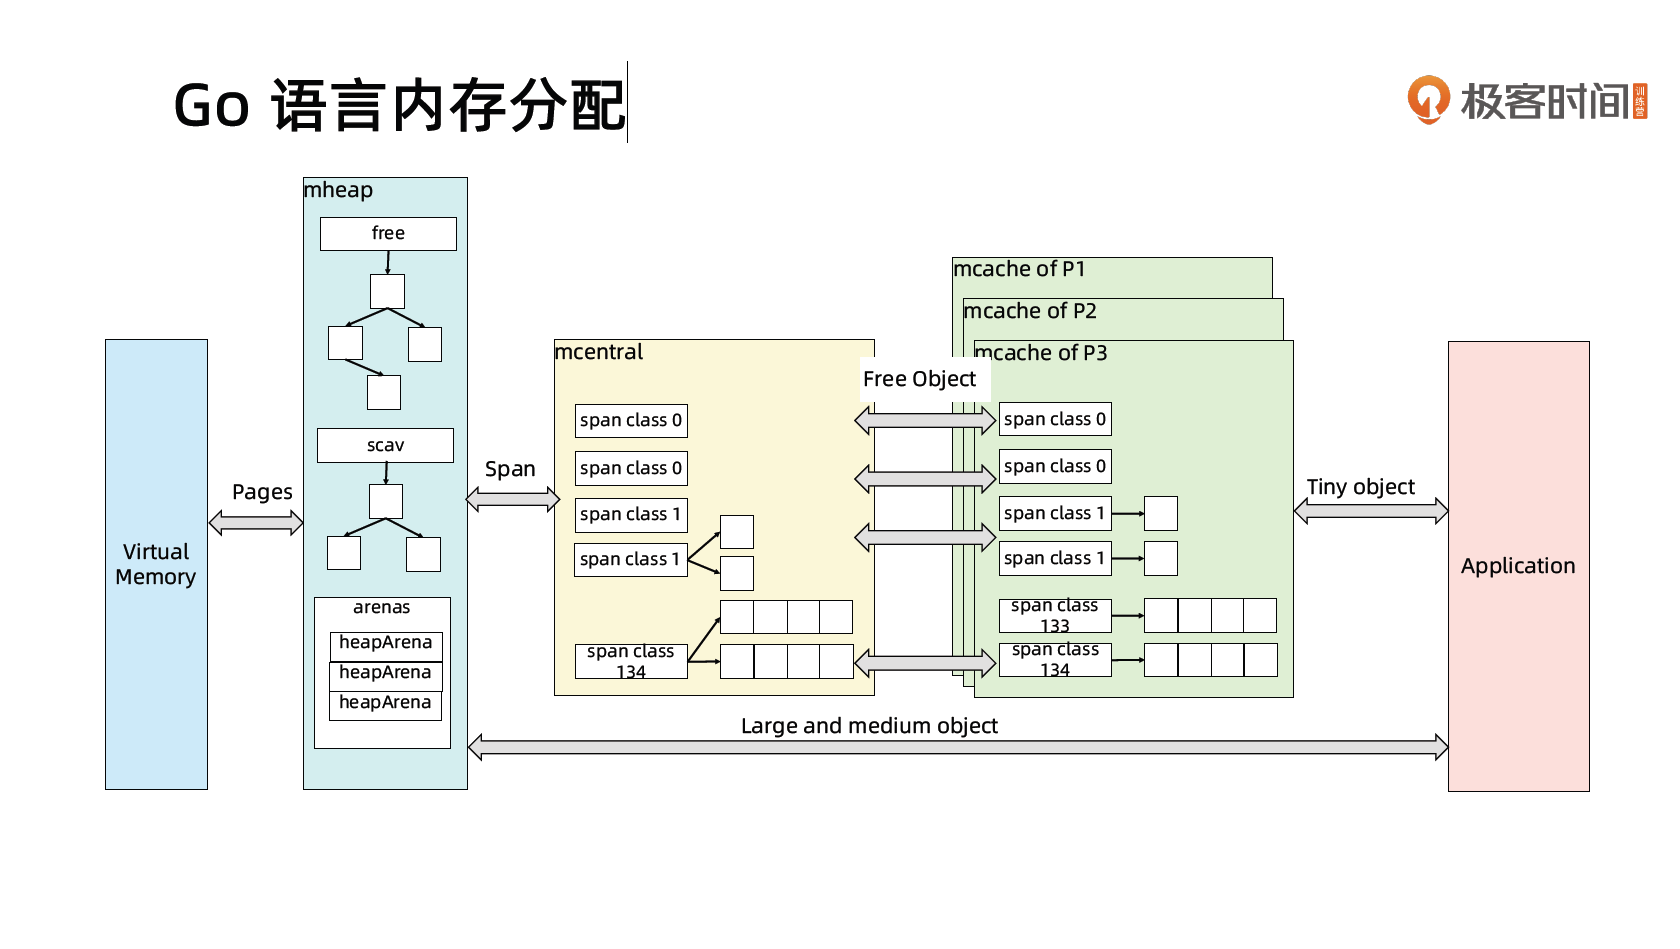 Go 语言内存分配
极客时间
训练营
mheap
free
scav
arenas
heapArena
heapArena
heapArena
Virtual
Memory
Pages
Span
mcentral
span class 0
span class 0
span class 1
span class 1
span class
134
Free Object
mcache of P1
mcache of P2
mcache of P3
span class 0
span class 0
span class 1
span class 1
span class
133
span class
134
Tiny object
Application
Large and medium object